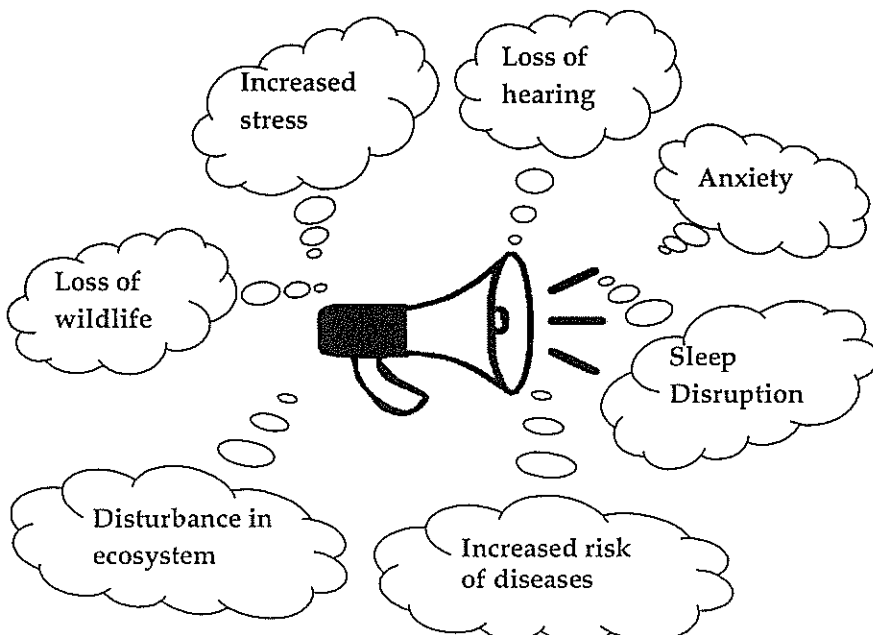 Increased
stress
Loss of
hearing
Anxiety
Loss of
wildlife
Sleep
Disruption
Disturbance in
ecosystem
Increased risk
of diseases